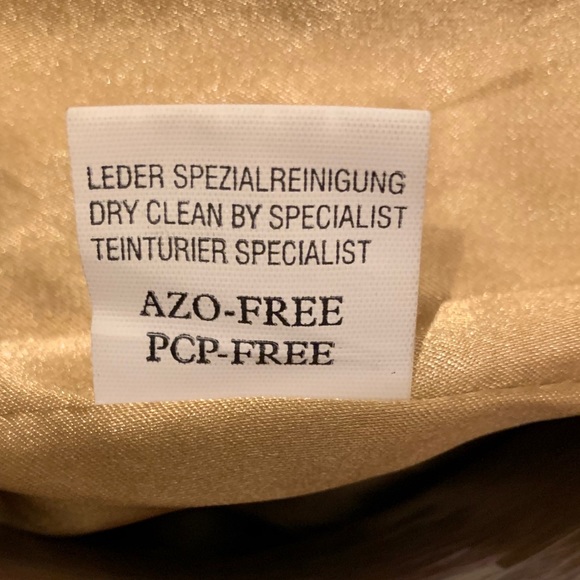 LEDER SPEZIALREINIGUNG
DRY CLEAN BY SPECIALIST
TEINTURIER SPECIALIST
AZO-FREE
PCP-FREE